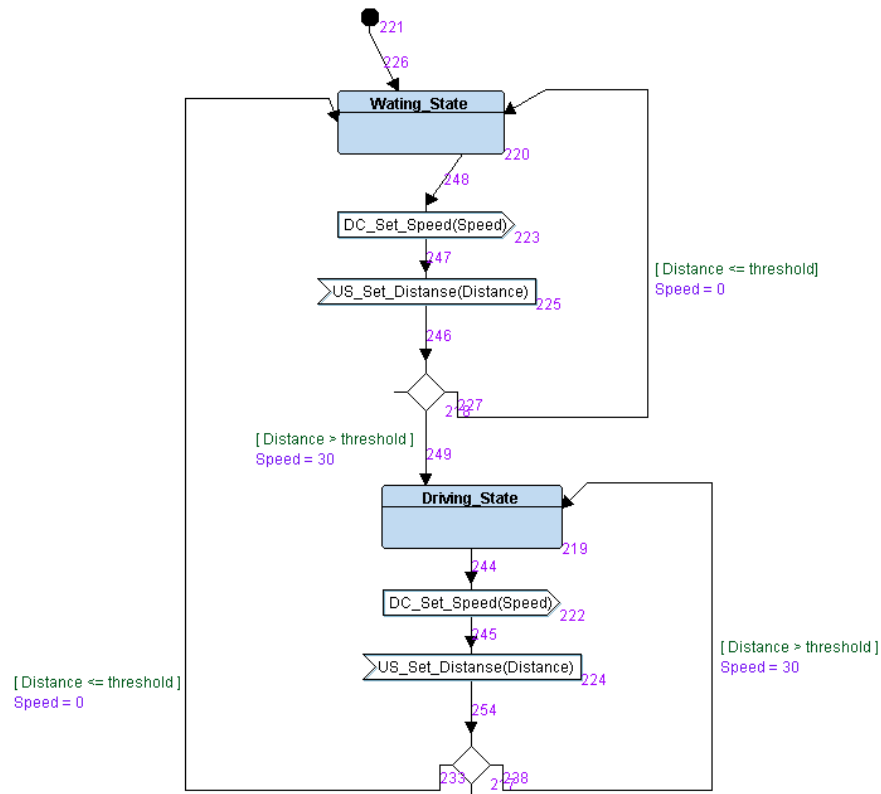 221
226
Wating_State
220
248
DC_Set_Speed(Speed)
223
247
US_Set_Distanse(Distance)
225
[ Distance <= threshold]
Speed = 0
246
227
218
[ Distance > threshold ]
Speed = 30
249
Driving_State
219
244
DC_Set_Speed(Speed)
222
245
[ Distance > threshold ]
Speed = 30
US_Set_Distanse(Distance)
224
[ Distance <= threshold ]
Speed = 0
254
233
238
217